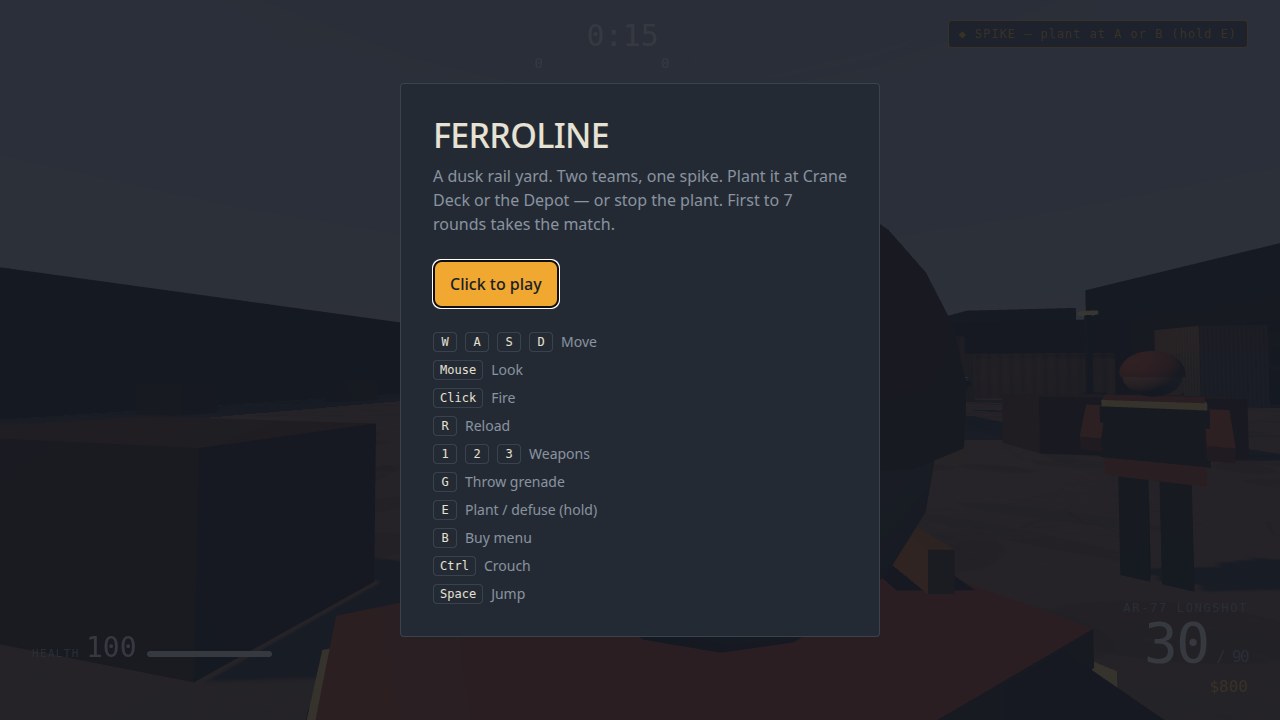 0:15
0 0
● SPIKE — plant at A or B (hold E)
FERROLINE
A dusk rail yard. Two teams, one spike. Plant it at Crane
Deck or the Depot — or stop the plant. First to 7
rounds takes the match.
Click to play
W A S D Move
Mouse Look
Click Fire
R Reload
1 2 3 Weapons
G Throw grenade
E Plant / defuse (hold)
B Buy menu
Ctrl Crouch
Space Jump
HEALTH 100
AR-77 LONGSHOT
30 / 90
$800